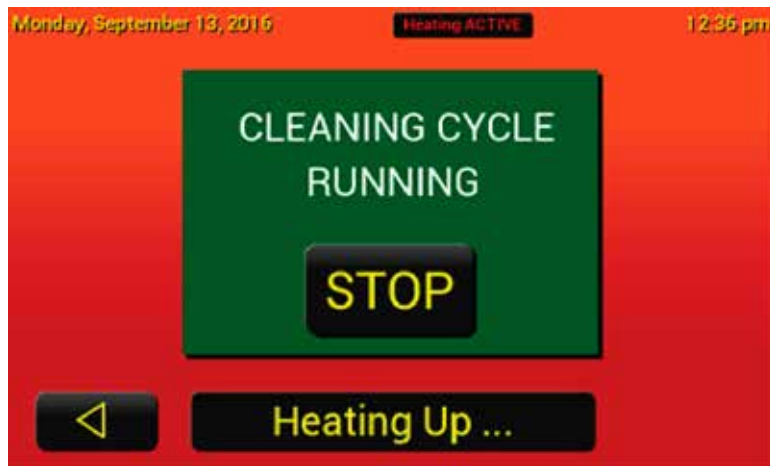 Monday, September 13, 2016 Heating ACTIVE 12:36 pm
CLEANING CYCLE
RUNNING
STOP
Heating Up ...